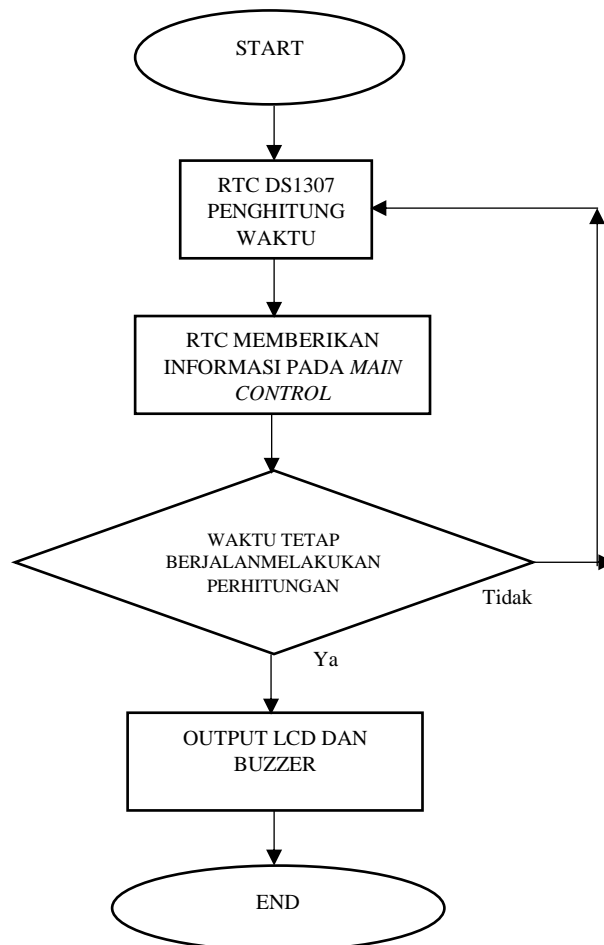 START
RTC DS1307
PENGHITUNG
WAKTU
RTC MEMBERIKAN
INFORMASI PADA MAIN
CONTROL
WAKTU TETAP
BERJALANMELAKUKAN
PERHITUNGAN
Tidak
Ya
OUTPUT LCD DAN
BUZZER
END